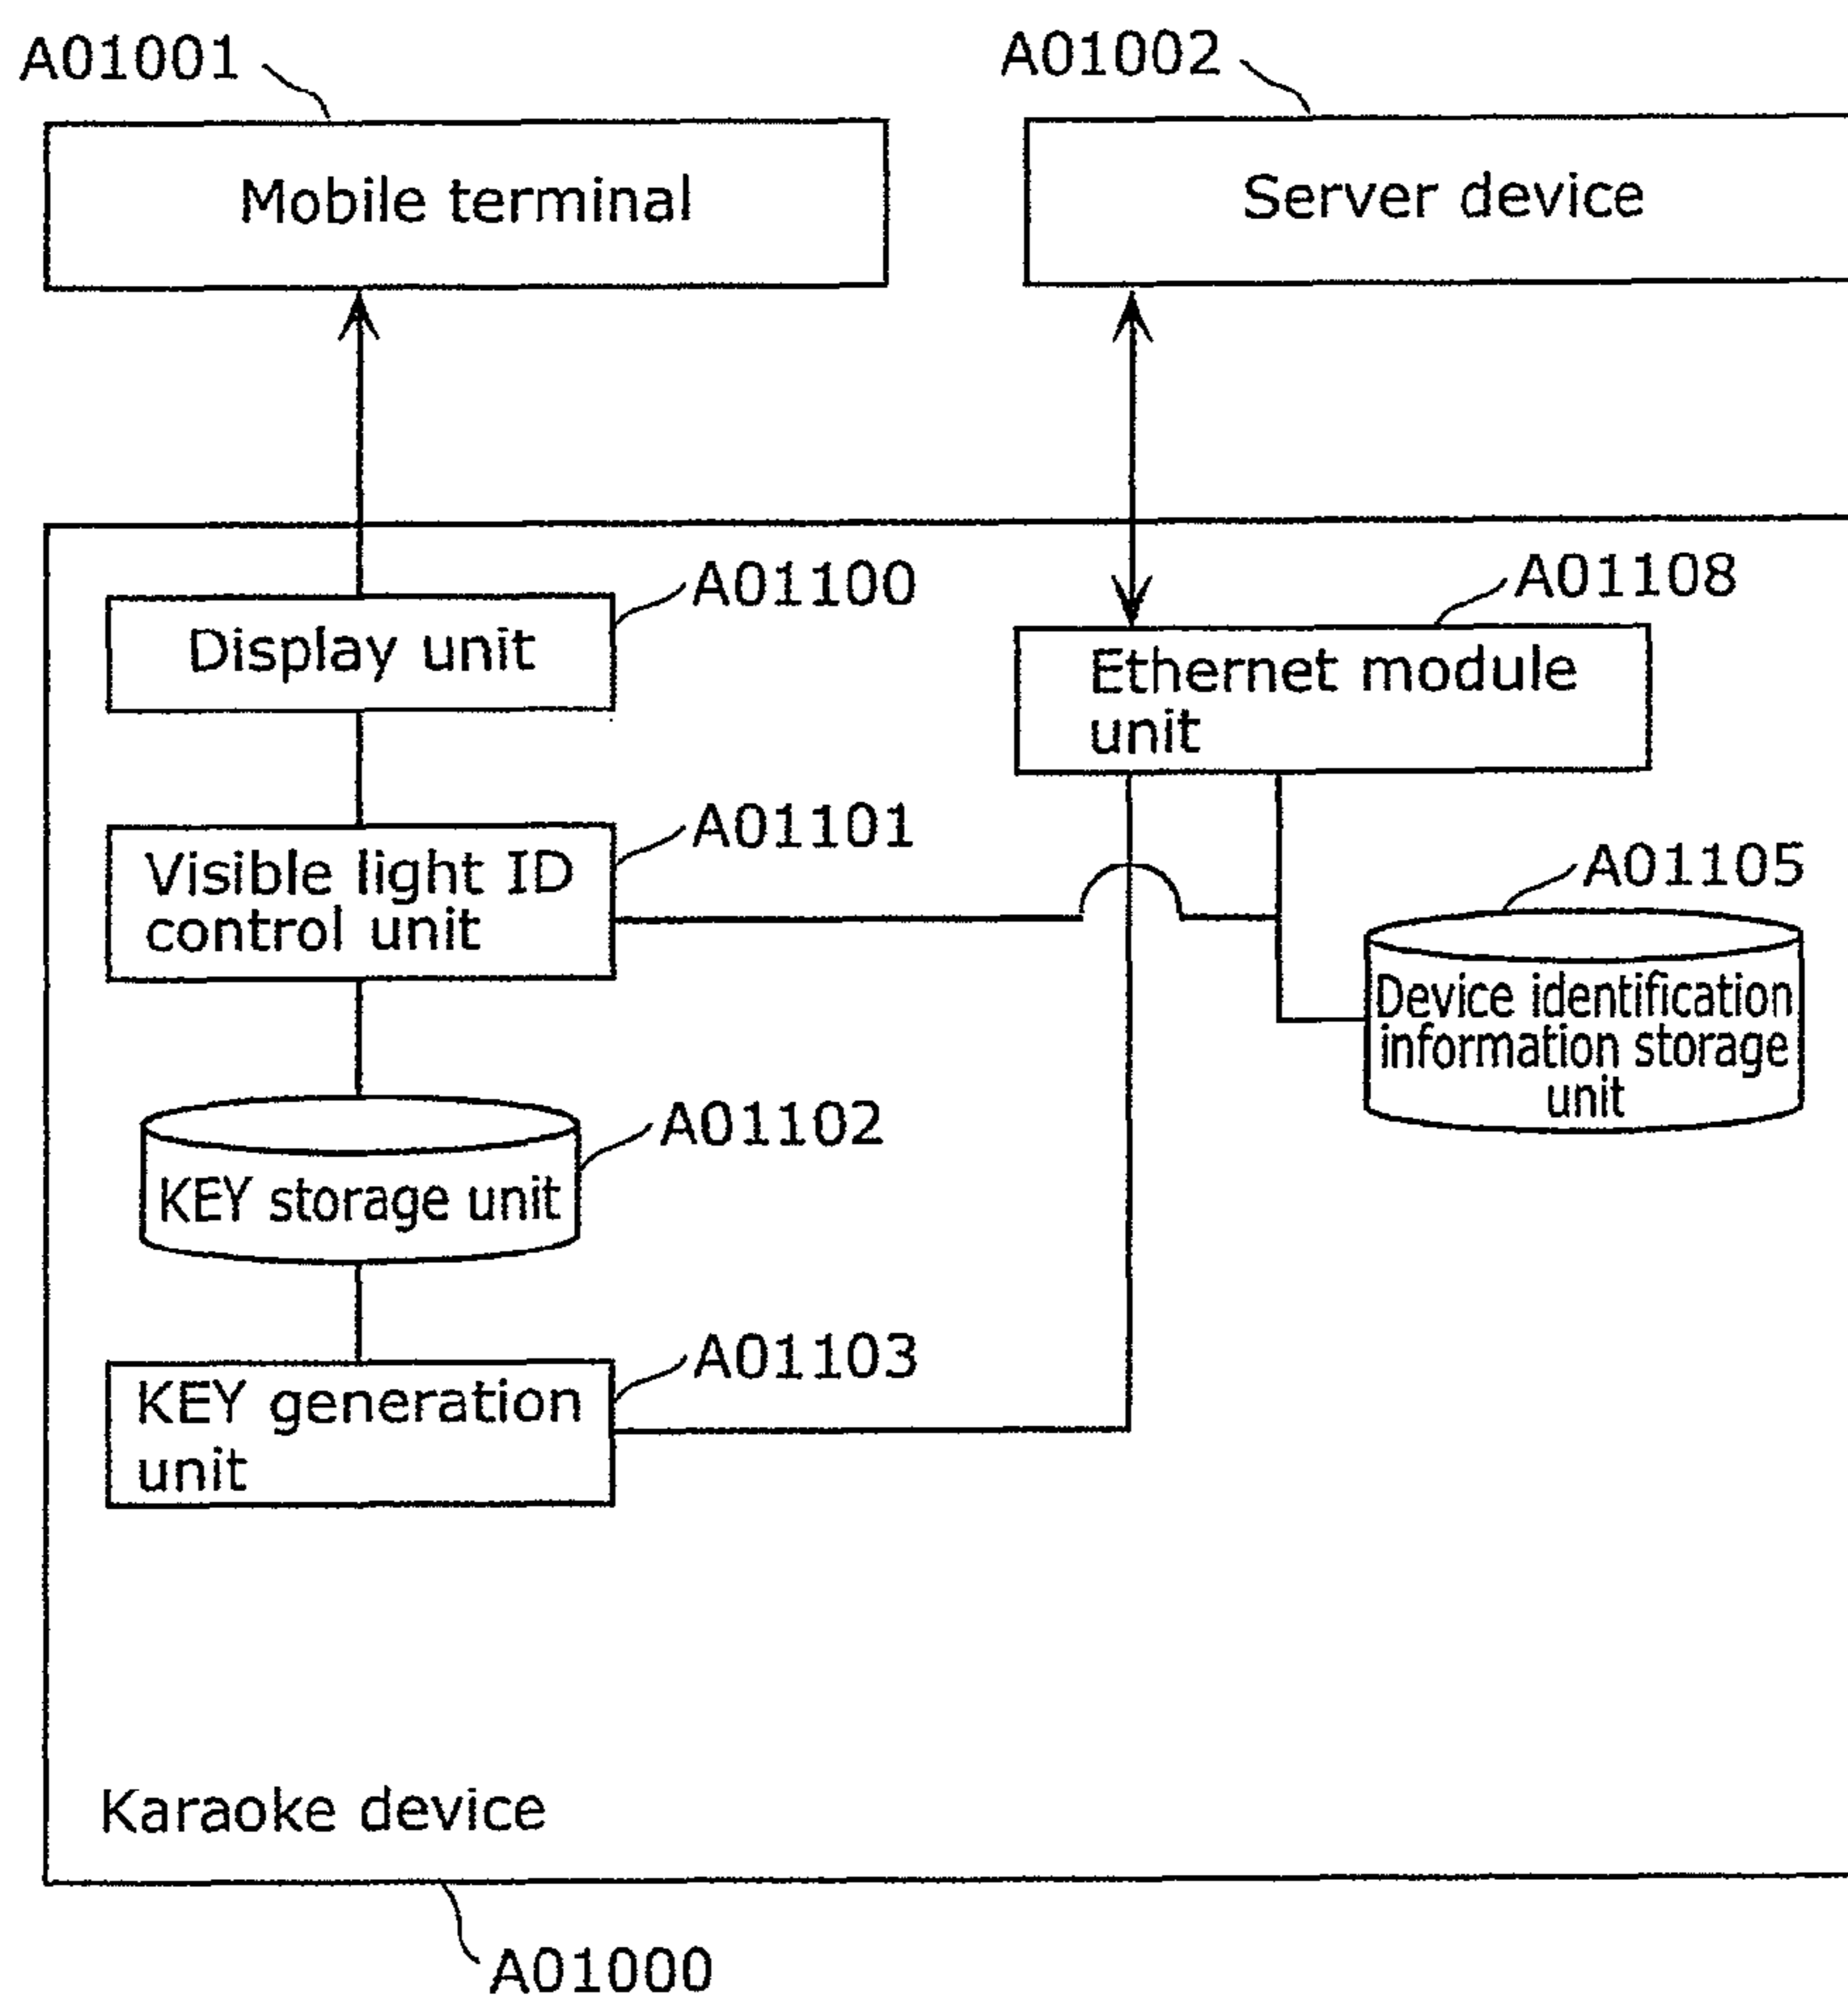 A01001
A01002
Mobile terminal
Server device
A01100
A01108
Display unit
Ethernet module
unit
A01101
Visible light ID
control unit
A01105
Device identification
information storage
unit
A01102
KEY storage unit
A01103
KEY generation
unit
Karaoke device
A01000